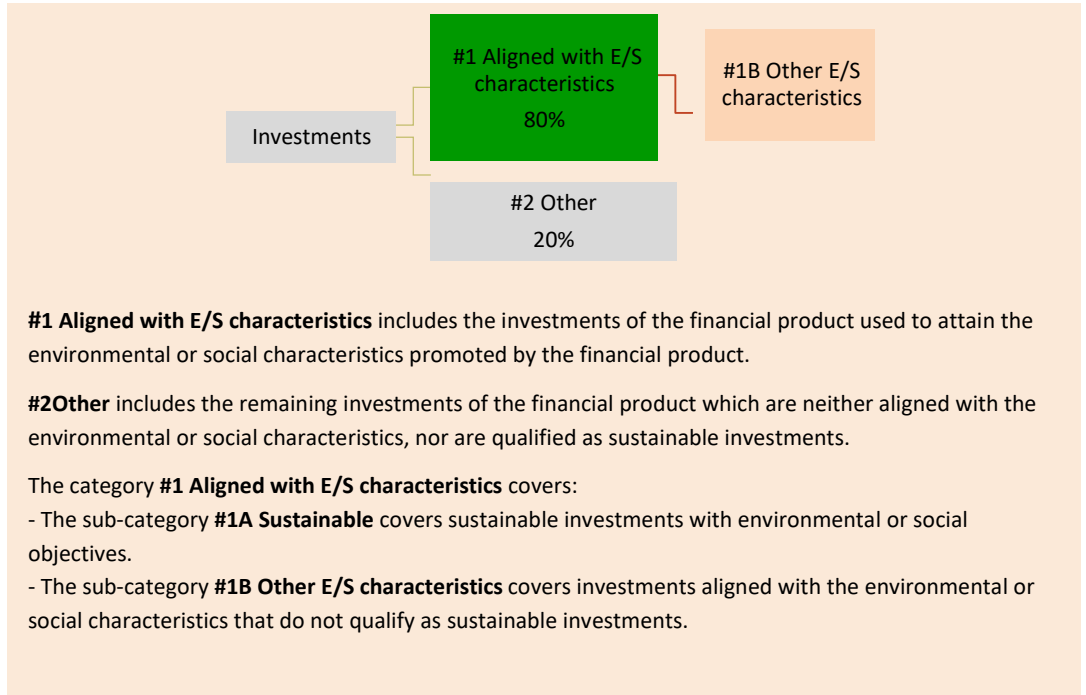 #1 Aligned with E/S
characteristics
80%
#1B Other E/S
characteristics
Investments
#2 Other
20%
#1 Aligned with E/S characteristics includes the investments of the financial product used to attain the
environmental or social characteristics promoted by the financial product.
#2Other includes the remaining investments of the financial product which are neither aligned with the
environmental or social characteristics, nor are qualified as sustainable investments.
The category #1 Aligned with E/S characteristics covers:
- The sub-category #1A Sustainable covers sustainable investments with environmental or social
objectives.
- The sub-category #1B Other E/S characteristics covers investments aligned with the environmental or
social characteristics that do not qualify as sustainable investments.